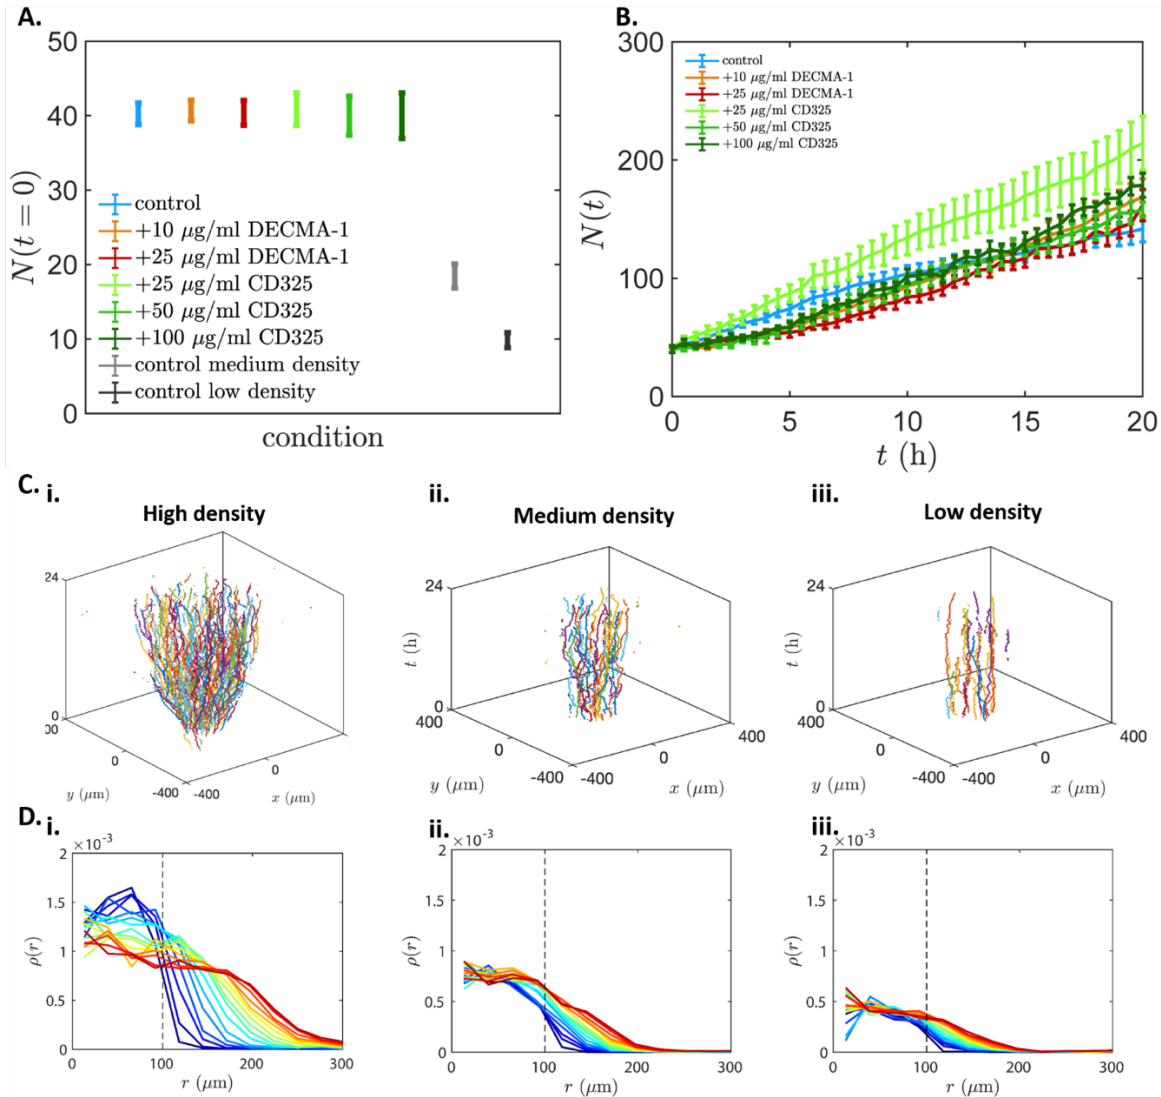 A.
50
40
30
20
10
0
N(t = 0)
control
+10 μg/ml DECMA-1
+25 μg/ml DECMA-1
+25 μg/ml CD325
+50 μg/ml CD325
+100 μg/ml CD325
control medium density
control low density
condition
B.
300
200
100
0
N(t)
control
+10 μg/ml DECMA-1
+25 μg/ml DECMA-1
+25 μg/ml CD325
+50 μg/ml CD325
+100 μg/ml CD325
0 5 10 15 20
t (h)
C.
i.
High density
24
0
00
0
-400
-400
0
y (μm)
x (μm)
ii.
Medium density
24
t (h)
0
400
0
-400
-400
0
400
y (μm)
x (μm)
iii.
Low density
24
t (h)
0
400
0
-400
-400
0
400
y (μm)
x (μm)
D.
i.
×10⁻³
2
1.5
1
0.5
0
ρ(r)
100 200 300
r (μm)
ii.
×10⁻³
2
1.5
1
0.5
0
ρ(r)
0 100 200 300
r (μm)
iii.
×10⁻³
2
1.5
1
0.5
0
ρ(r)
0 100 200 300
r (μm)